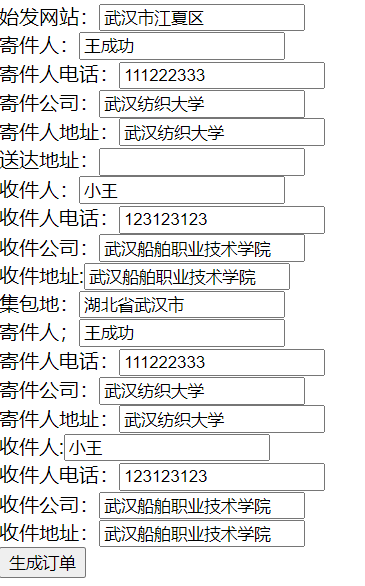 始发网站：武汉市江夏区
寄件人：王成功
寄件人电话：111222333
寄件公司：武汉纺织大学
寄件人地址：武汉纺织大学
送达地址：
收件人：小王
收件人电话：123123123
收件公司：武汉船舶职业技术学院
收件地址:武汉船舶职业技术学院
集包地：湖北省武汉市
寄件人；王成功
寄件人电话：111222333
寄件公司：武汉纺织大学
寄件人地址：武汉纺织大学
收件人:小王
收件人电话：123123123
收件公司：武汉船舶职业技术学院
收件地址：武汉船舶职业技术学院
生成订单